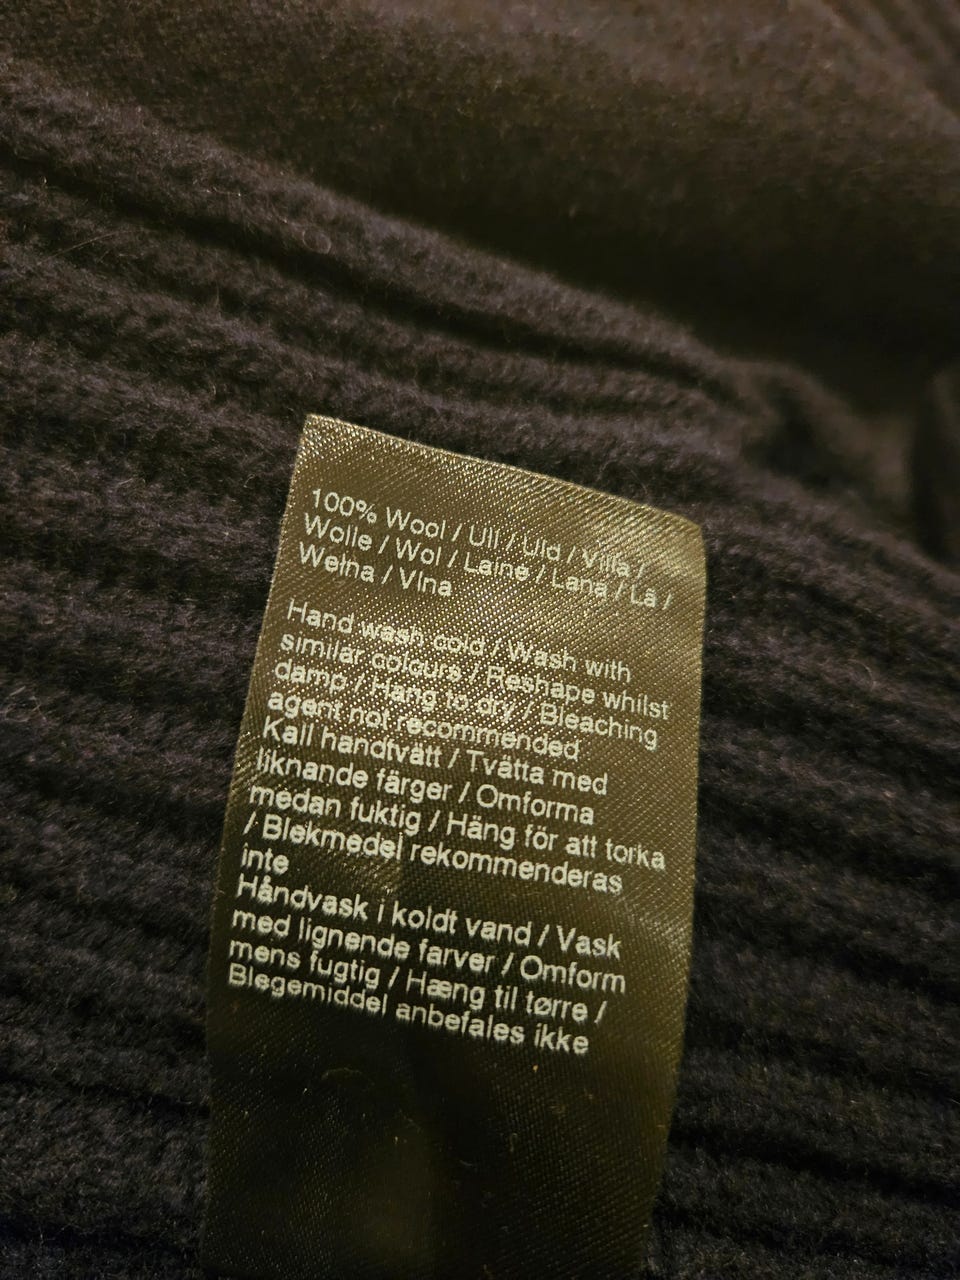 100% Wool / Ull / Uld / Villa /
Wolle / Wol / Laine / Lana / Lã /
Wełna / Vlna
Hand wash cold / Wash with
similar colours / Reshape whilst
damp / Hang to dry / Bleaching
agent not recommended
Kall handtvätt / Tvätta med
liknande färger / Omforma
medan fuktig / Häng för att torka
/ Blekmedel rekommenderas
inte
Håndvask i koldt vand / Vask
med lignende farver / Omform
mens fugtig / Hæng til tørre /
Blegemiddel anbefales ikke